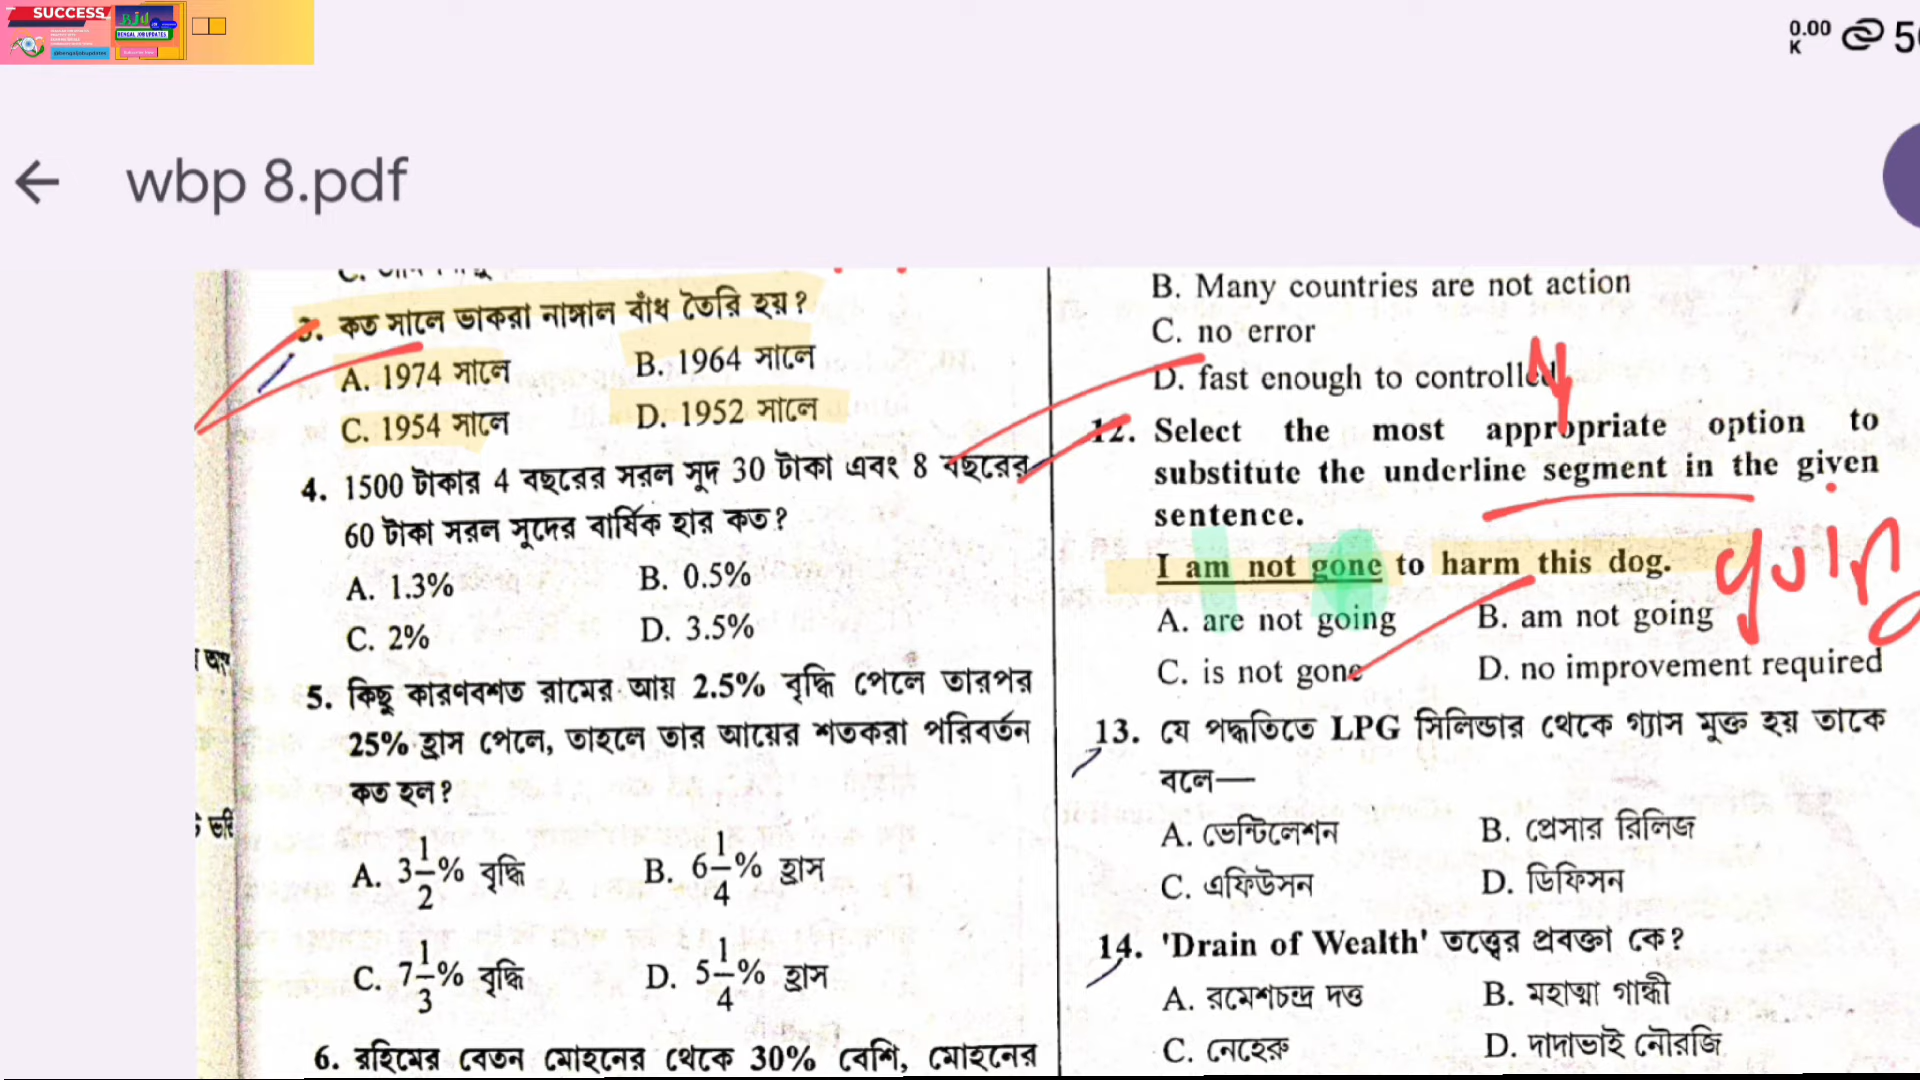 SUCCESS
BJU
BENGAL JOB UPDATES
@bengaljobupdates
0.00
K
wbp 8.pdf
3. কত সালে ভাকরা নাঙ্গাল বাঁধ তৈরি হয়?
A. 1974 সালে B. 1964 সালে
C. 1954 সালে D. 1952 সালে
4. 1500 টাকার 4 বছরের সরল সুদ 30 টাকা এবং 8 বছরের
60 টাকা সরল সুদের বার্ষিক হার কত?
A. 1.3% B. 0.5%
C. 2% D. 3.5%
5. কিছু কারণবশত রামের আয় 2.5% বৃদ্ধি পেলে তারপর
25% হ্রাস পেলে, তাহলে তার আয়ের শতকরা পরিবর্তন
কত হল?
A. 3 1/2% বৃদ্ধি B. 6 1/4% হ্রাস
C. 7 1/3% বৃদ্ধি D. 5 1/4% হ্রাস
6. রহিমের বেতন মোহনের থেকে 30% বেশি, মোহনের
B. Many countries are not action
C. no error
D. fast enough to controlled
12. Select the most appropriate option to
substitute the underline segment in the given
sentence.
I am not gone to harm this dog.
going
A. are not going B. am not going
C. is not gone D. no improvement required
13. যে পদ্ধতিতে LPG সিলিন্ডার থেকে গ্যাস মুক্ত হয় তাকে
বলে—
A. ভেন্টিলেশন B. প্রেসার রিলিজ
C. এফিউসন D. ডিফিসন
14. 'Drain of Wealth' তত্ত্বের প্রবক্তা কে?
A. রমেশচন্দ্র দত্ত B. মহাত্মা গান্ধী
C. নেহেরু D. দাদাভাই নৌরজি